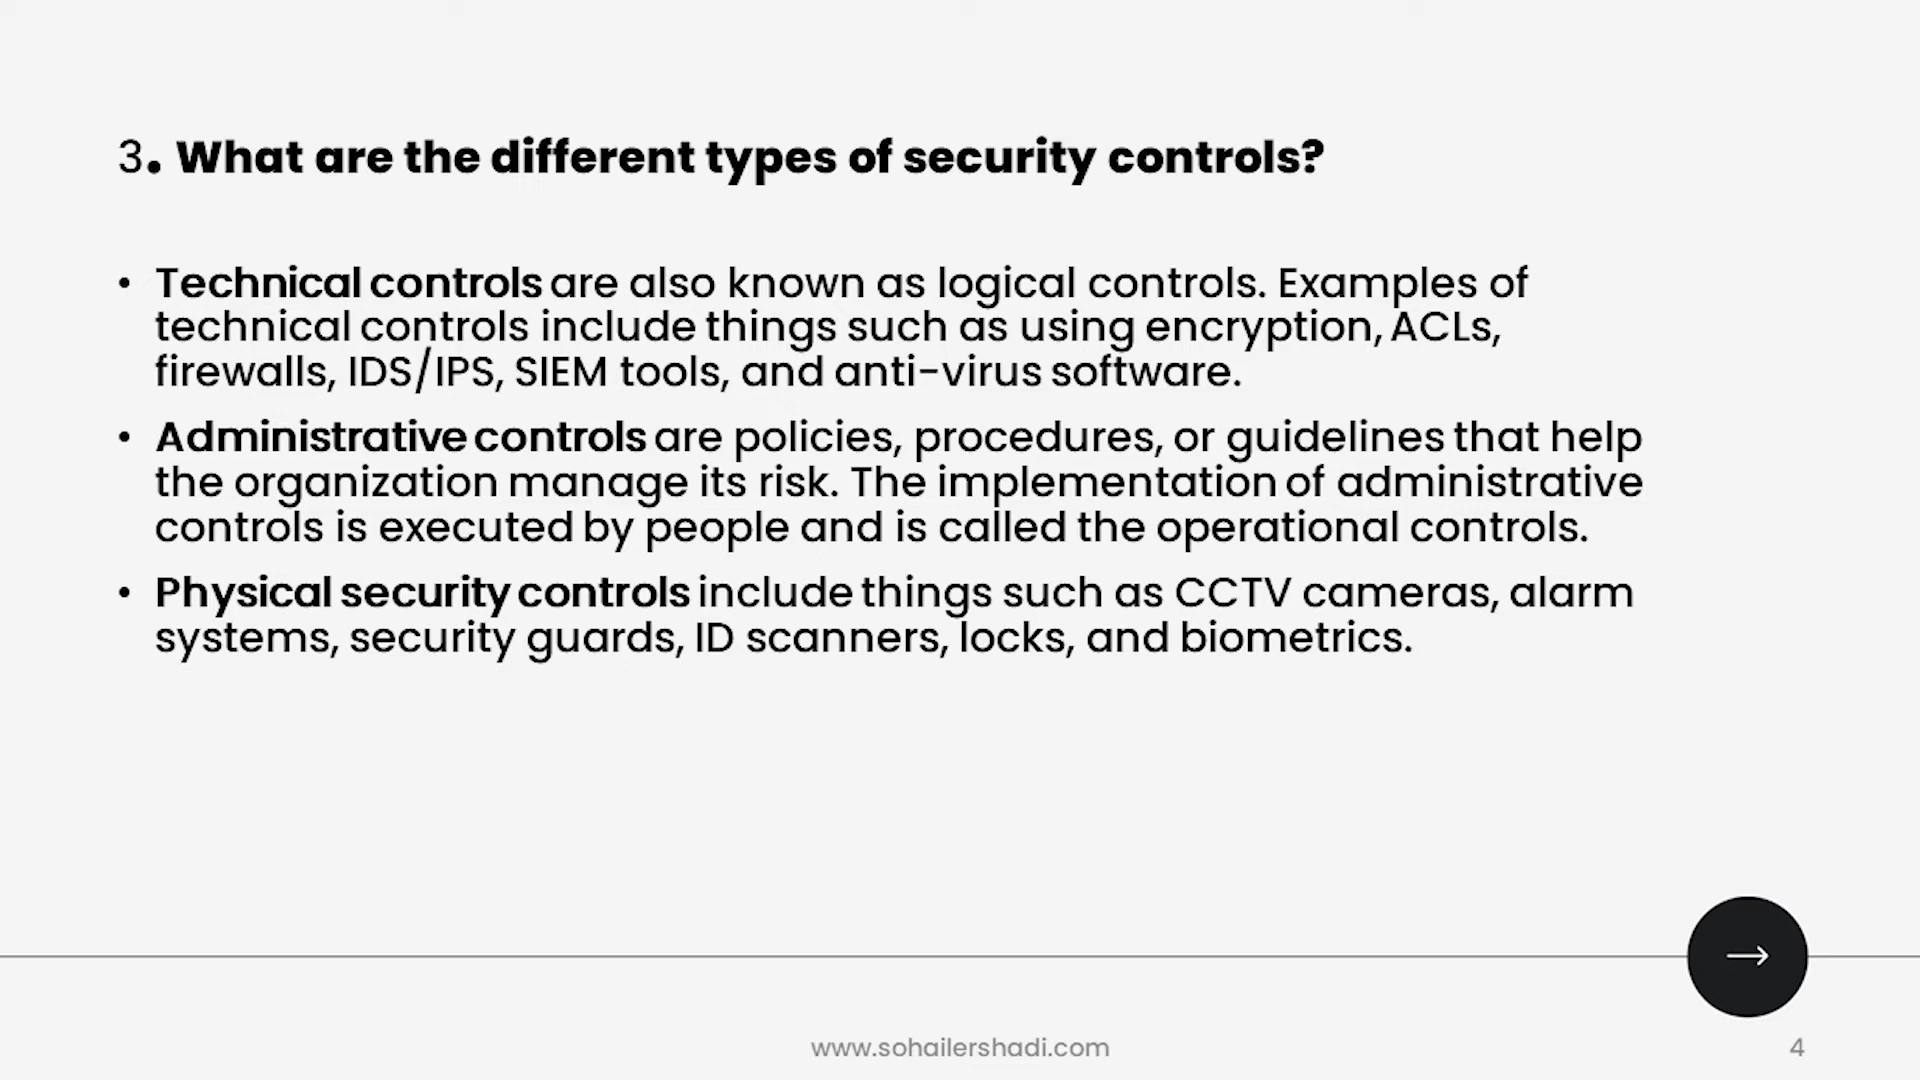 3. What are the different types of security controls?
• Technical controls are also known as logical controls. Examples of
technical controls include things such as using encryption, ACLs,
firewalls, IDS/IPS, SIEM tools, and anti-virus software.
• Administrative controls are policies, procedures, or guidelines that help
the organization manage its risk. The implementation of administrative
controls is executed by people and is called the operational controls.
• Physical security controls include things such as CCTV cameras, alarm
systems, security guards, ID scanners, locks, and biometrics.
www.sohailershadi.com
4